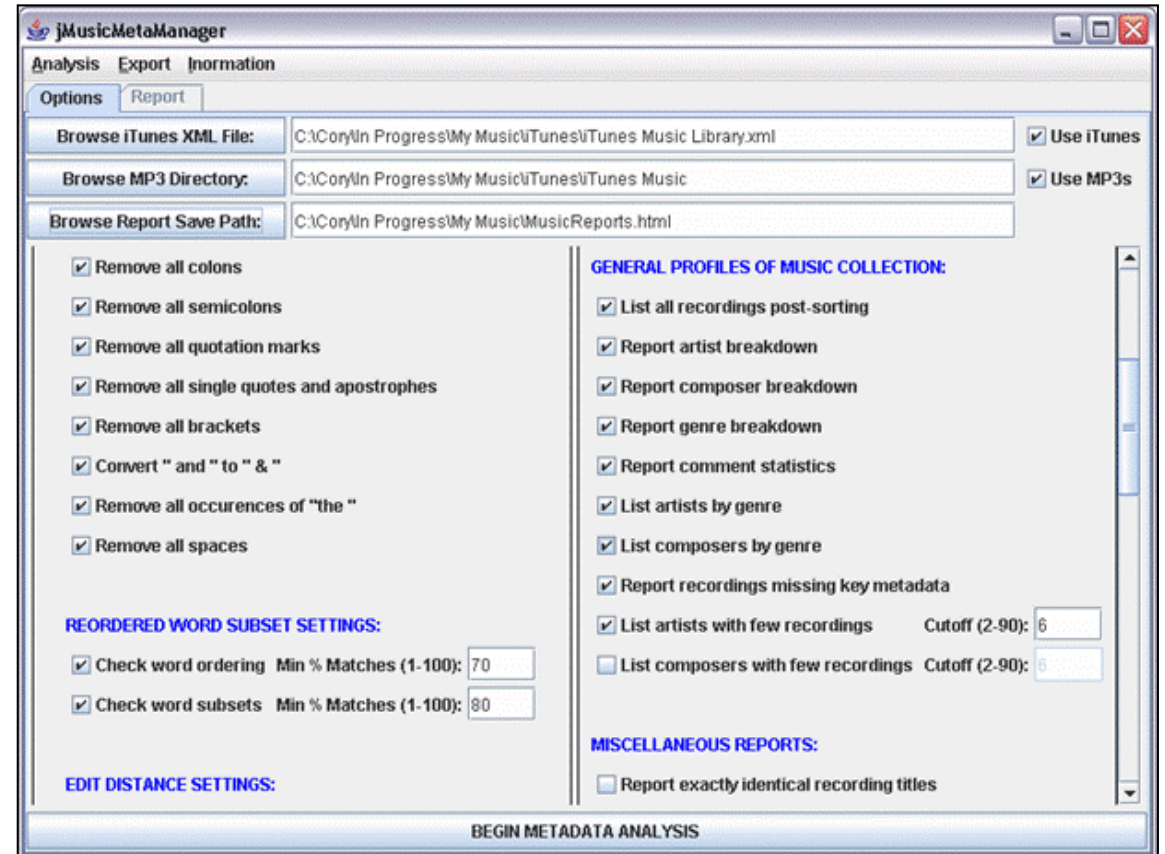 jMusicMetaManager
Analysis Export Inormation
Options Report
Browse iTunes XML File: C:\Cory\In Progress\My Music\iTunes\iTunes Music Library.xml Use iTunes
Browse MP3 Directory: C:\Cory\In Progress\My Music\iTunes\iTunes Music Use MP3s
Browse Report Save Path: C:\Cory\In Progress\My Music\MusicReports.html
Remove all colons
Remove all semicolons
Remove all quotation marks
Remove all single quotes and apostrophes
Remove all brackets
Convert " and " to " & "
Remove all occurences of "the "
Remove all spaces
REORDERED WORD SUBSET SETTINGS:
Check word ordering Min % Matches (1-100): 70
Check word subsets Min % Matches (1-100): 80
EDIT DISTANCE SETTINGS:
GENERAL PROFILES OF MUSIC COLLECTION:
List all recordings post-sorting
Report artist breakdown
Report composer breakdown
Report genre breakdown
Report comment statistics
List artists by genre
List composers by genre
Report recordings missing key metadata
List artists with few recordings Cutoff (2-90): 6
List composers with few recordings Cutoff (2-90): 6
MISCELLANEOUS REPORTS:
Report exactly identical recording titles
BEGIN METADATA ANALYSIS